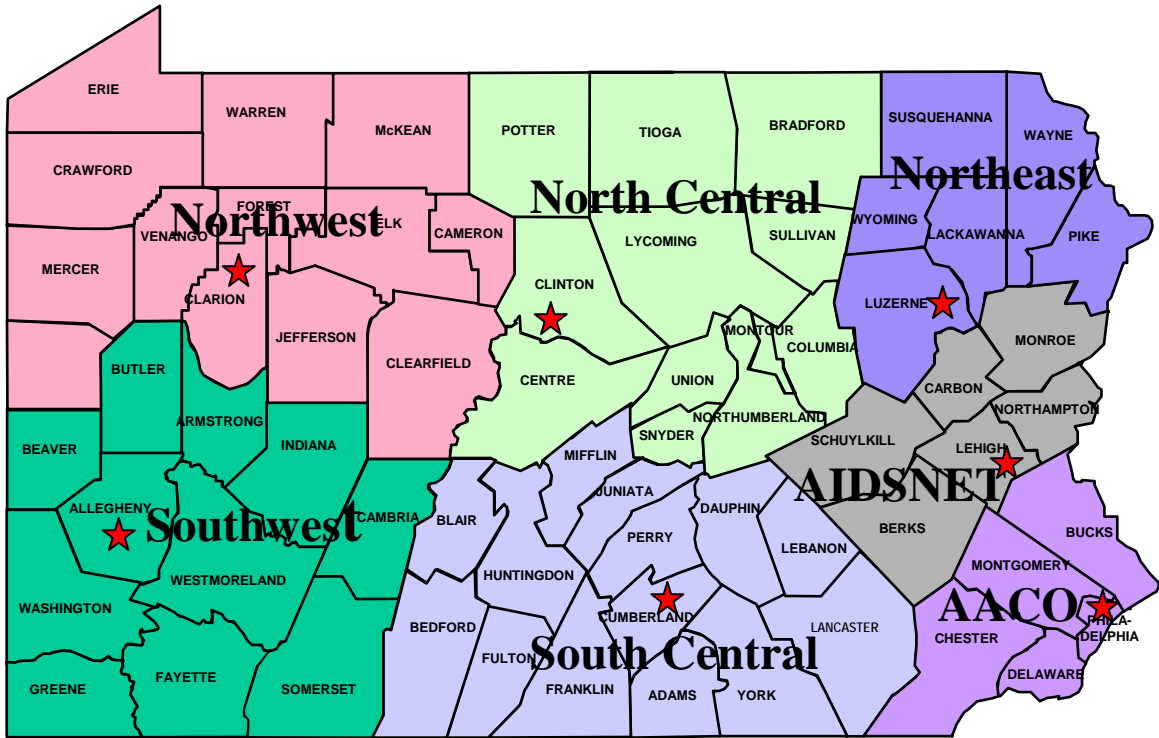 ERIE
WARREN
McKEAN
POTTER
TIOGA
BRADFORD
SUSQUEHANNA
WAYNE
CRAWFORD
Northwest
FOREST
VENANGO
ELK
CAMERON
North Central
LYCOMING
SULLIVAN
Northeast
WYOMING
LACKAWANNA
PIKE
MERCER
CLARION
JEFFERSON
CLEARFIELD
CLINTON
CENTRE
UNION
MONTOUR
COLUMBIA
LUZERNE
MONROE
CARBON
NORTHAMPTON
BUTLER
ARMSTRONG
INDIANA
BEAVER
SNYDER
NORTHUMBERLAND
SCHUYLKILL
LEHIGH
AIDSNET
BERKS
MIFFLIN
JUNIATA
DAUPHIN
PERRY
LEBANON
ALLEGHENY
Southwest
CAMBRIA
BLAIR
HUNTINGDON
WESTMORELAND
WASHINGTON
BEDFORD
CUMBERLAND
LANCASTER
BUCKS
MONTGOMERY
AACO
PHILA-
DELPHIA
CHESTER
DELAWARE
FULTON
South Central
FRANKLIN
ADAMS
YORK
GREENE
FAYETTE
SOMERSET